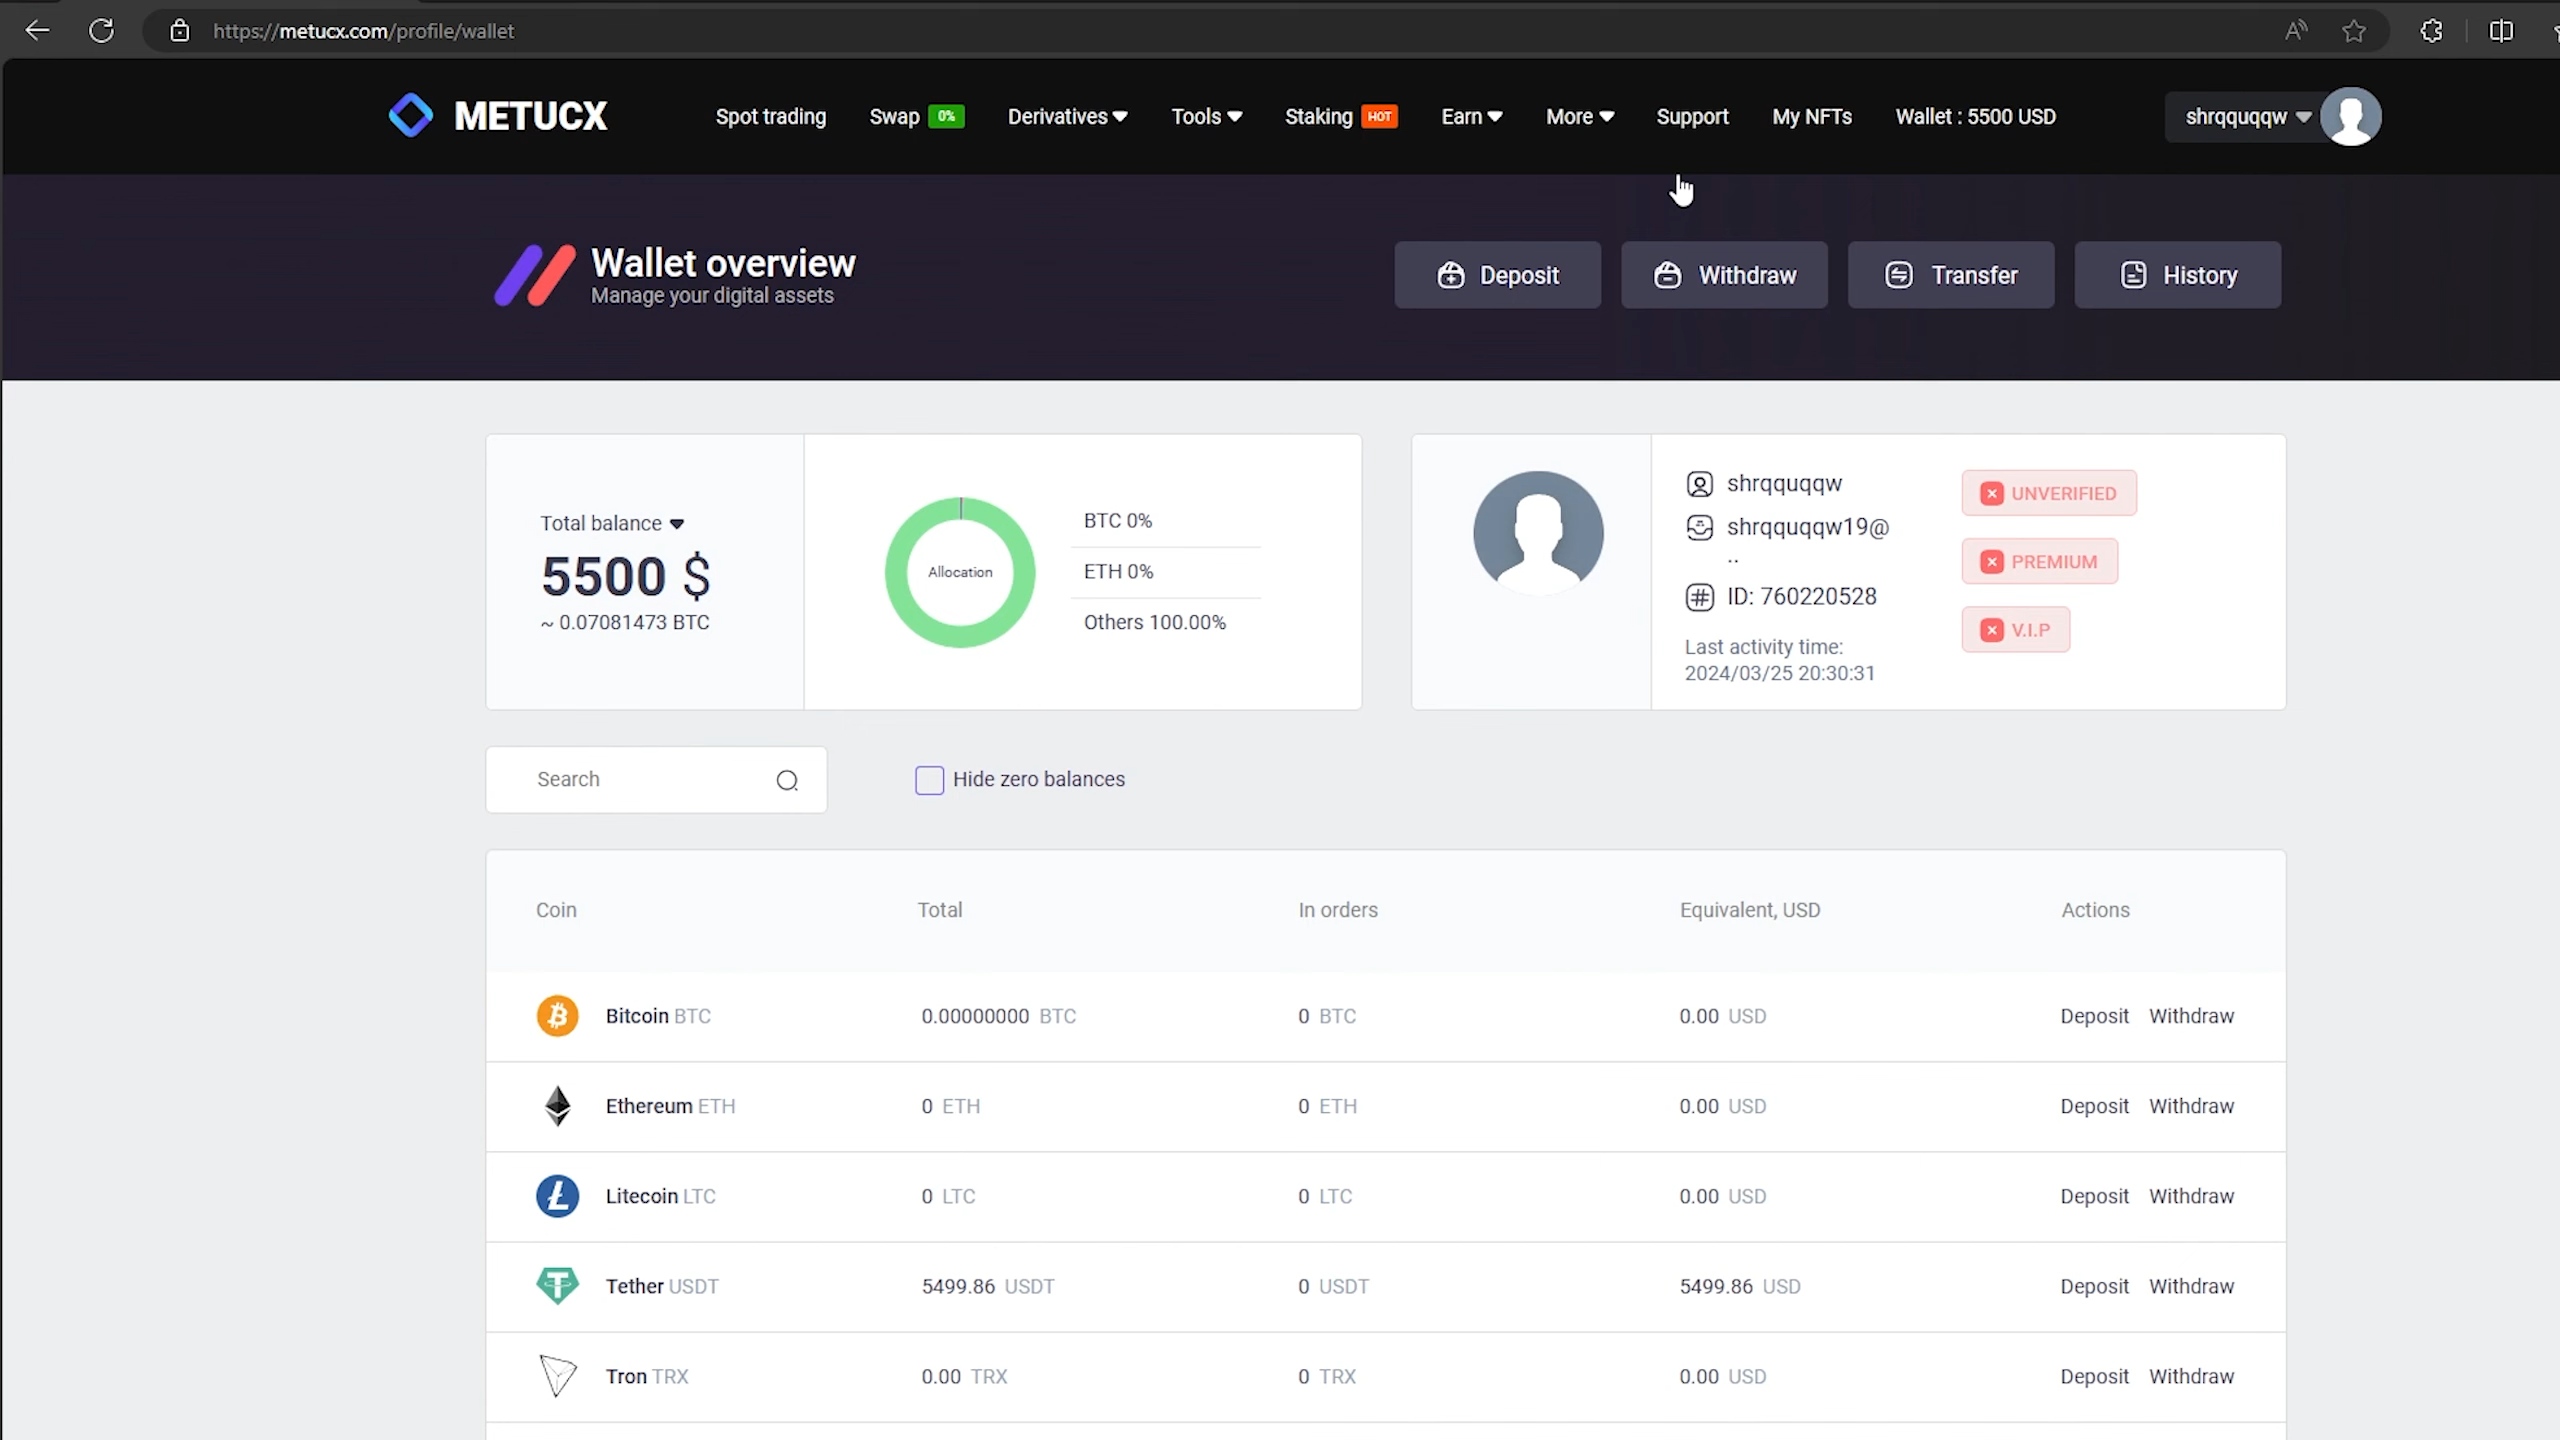 https://metucx.com/profile/wallet
METUCX
Spot trading
Swap 0%
Derivatives
Tools
Staking HOT
Earn
More
Support
My NFTs
Wallet : 5500 USD
shrqquqqw
Wallet overview
Manage your digital assets
Deposit
Withdraw
Transfer
History
Total balance
5500 $
~ 0.07081473 BTC
Allocation
BTC 0%
ETH 0%
Others 100.00%
shrqquqqw
shrqquqqw19@
..
ID: 760220528
Last activity time:
2024/03/25 20:30:31
UNVERIFIED
PREMIUM
V.I.P
Search
Hide zero balances
Coin Total In orders Equivalent, USD Actions
Bitcoin BTC 0.00000000 BTC 0 BTC 0.00 USD Deposit Withdraw
Ethereum ETH 0 ETH 0 ETH 0.00 USD Deposit Withdraw
Litecoin LTC 0 LTC 0 LTC 0.00 USD Deposit Withdraw
Tether USDT 5499.86 USDT 0 USDT 5499.86 USD Deposit Withdraw
Tron TRX 0.00 TRX 0 TRX 0.00 USD Deposit Withdraw